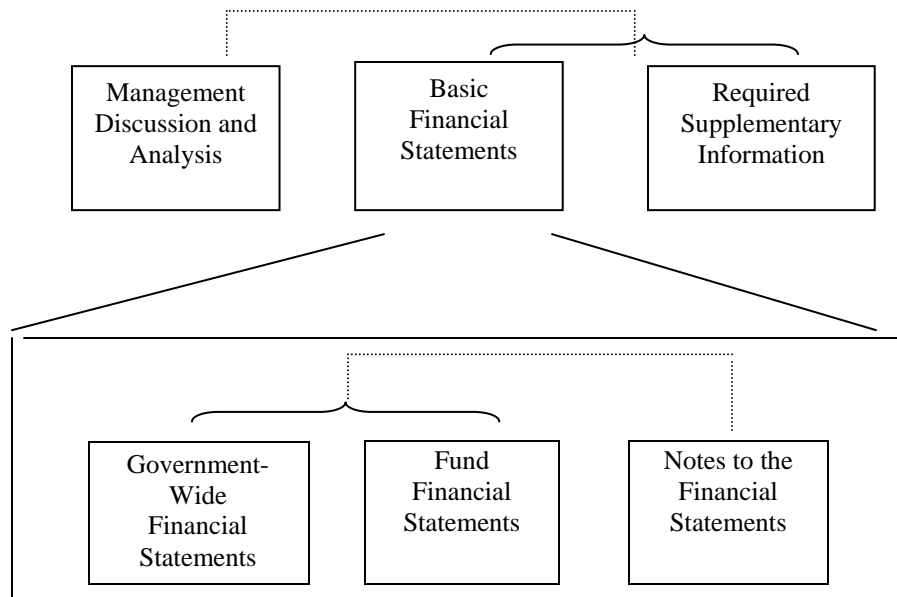 Management
Discussion and
Analysis
Basic
Financial
Statements
Required
Supplementary
Information
Government-
Wide
Financial
Statements
Fund
Financial
Statements
Notes to the
Financial
Statements